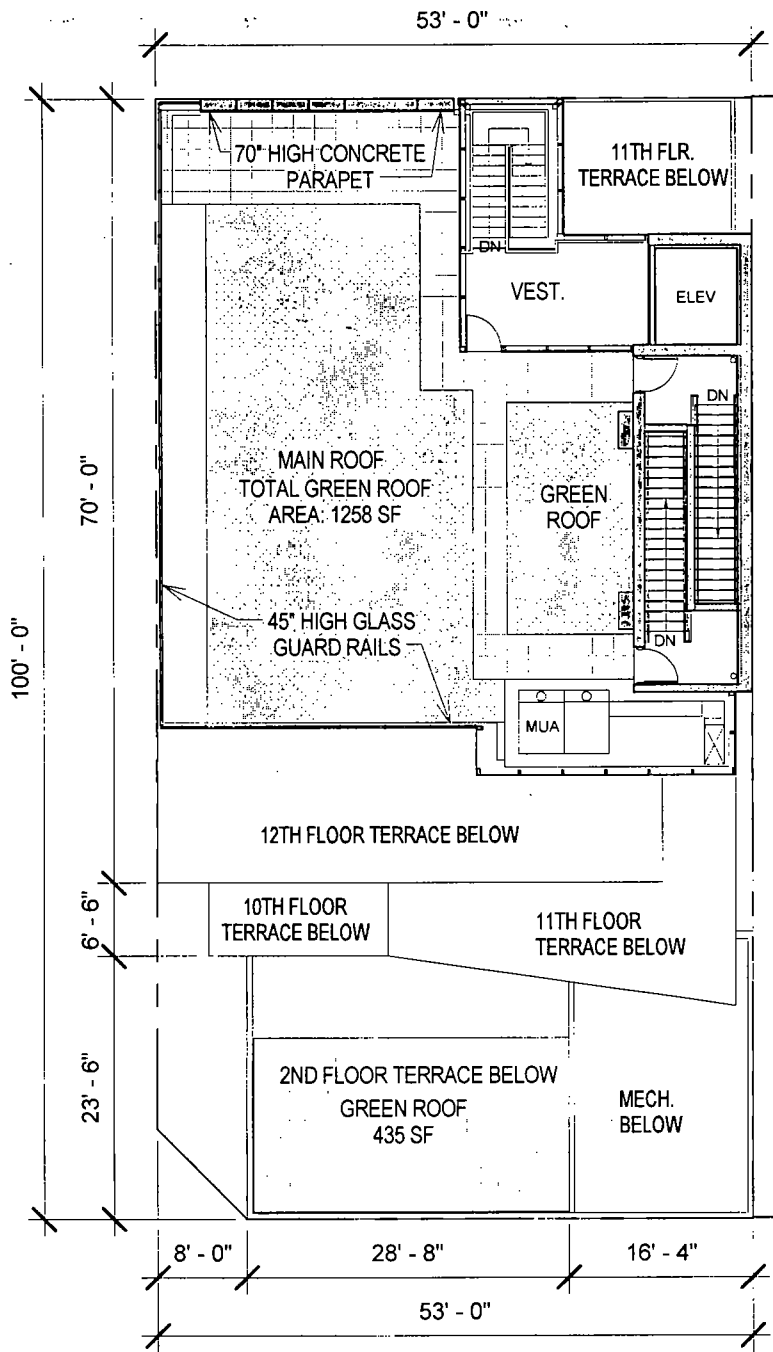 53' - 0"
70" HIGH CONCRETE
PARAPET
11TH FLR.
TERRACE BELOW
DN
VEST.
ELEV
DN
MAIN ROOF
TOTAL GREEN ROOF
AREA: 1258 SF
GREEN
ROOF
70' - 0"
100' - 0"
45" HIGH GLASS
GUARD RAILS
DN
MUA
12TH FLOOR TERRACE BELOW
10TH FLOOR
TERRACE BELOW
11TH FLOOR
TERRACE BELOW
6' - 6"
23' - 6"
2ND FLOOR TERRACE BELOW
GREEN ROOF
435 SF
MECH.
BELOW
8' - 0"
28' - 8"
16' - 4"
53' - 0"